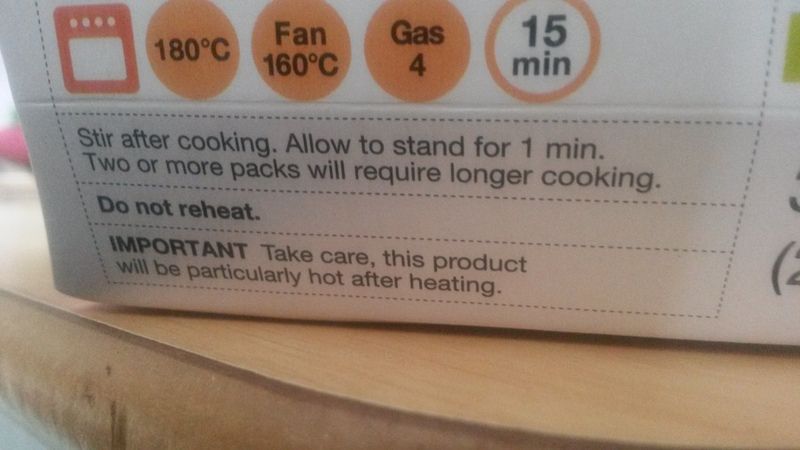 180°C
Fan
160°C
Gas
4
15
min
Stir after cooking. Allow to stand for 1 min.
Two or more packs will require longer cooking.
Do not reheat.
IMPORTANT Take care, this product
will be particularly hot after heating.